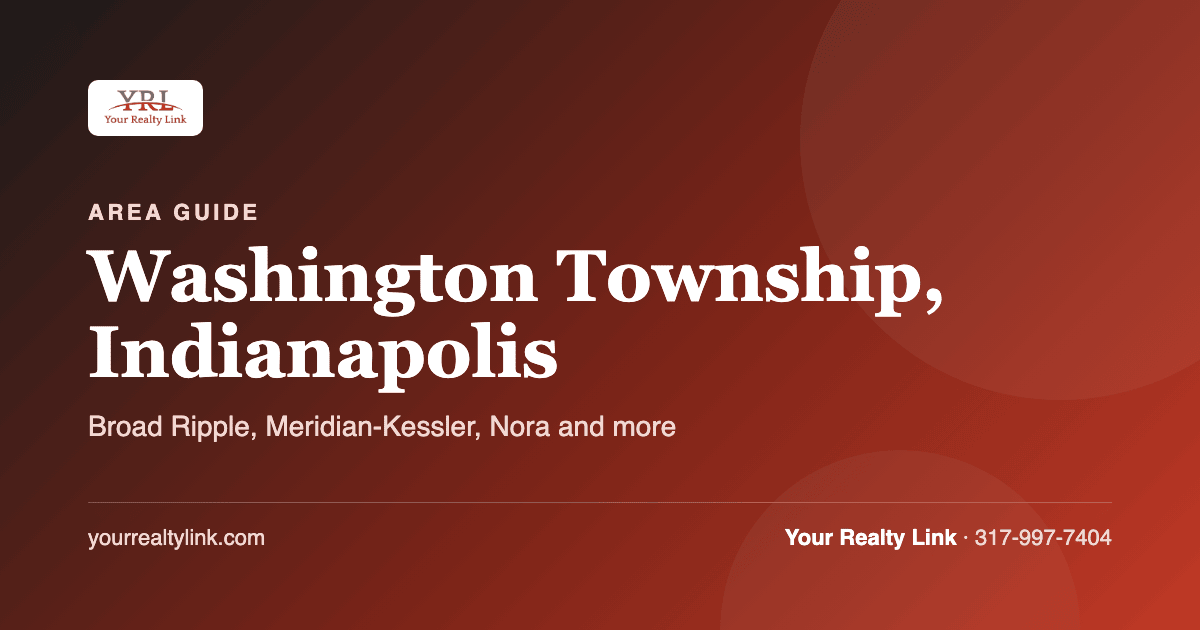 YRL
Your Realty Link
AREA GUIDE
Washington Township,
Indianapolis
Broad Ripple, Meridian-Kessler, Nora and more
yourrealtylink.com
Your Realty Link · 317-997-7404